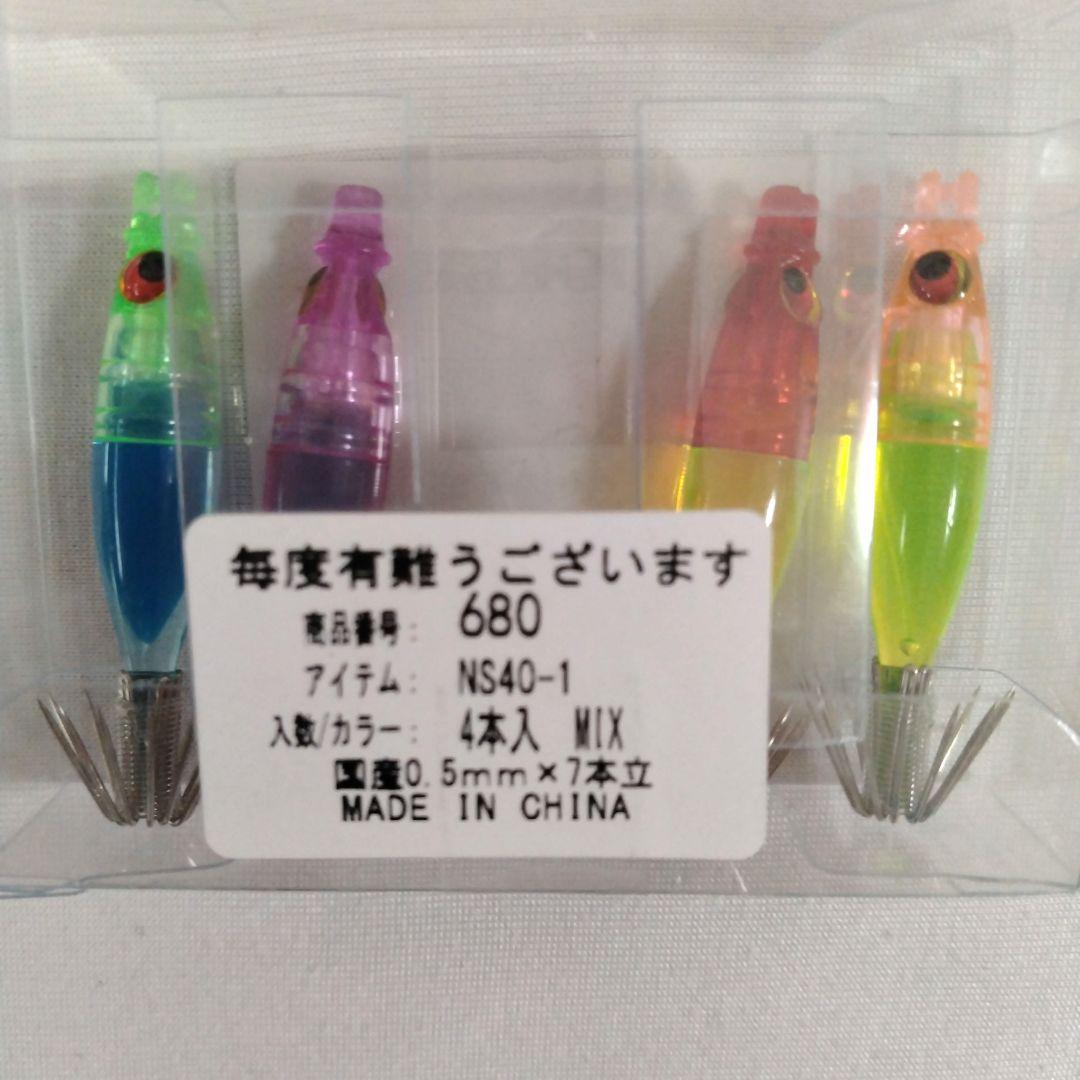 毎度有難うございます
商品番号: 680
アイテム: NS40-1
入数/カラー: 4本入 MIX
国産0.5mm×7本立
MADE IN CHINA